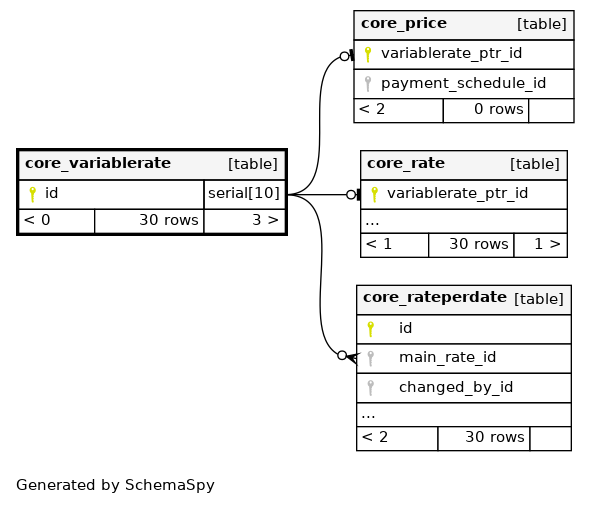 core_price [table]
variablerate_ptr_id
payment_schedule_id
< 2 0 rows
core_variablerate [table]
id serial[10]
< 0 30 rows 3 >
core_rate [table]
variablerate_ptr_id
...
< 1 30 rows 1 >
core_rateperdate [table]
id
main_rate_id
changed_by_id
...
< 2 30 rows
Generated by SchemaSpy